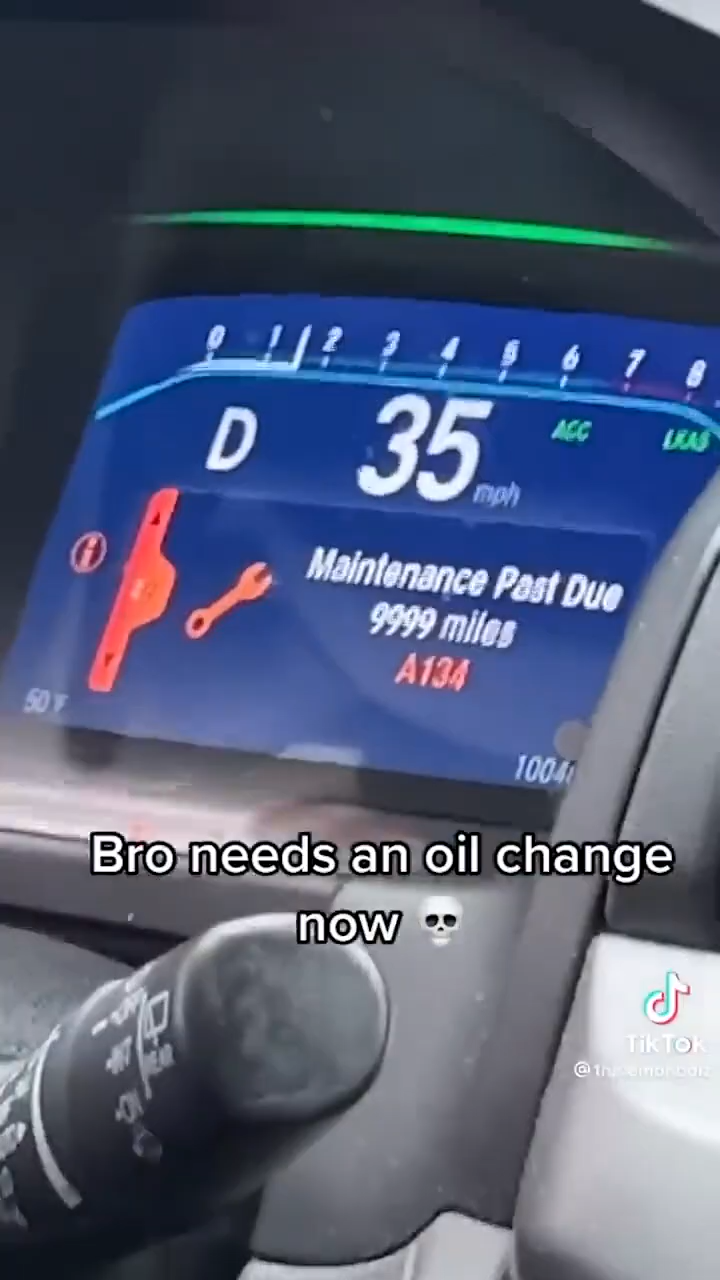 0 1 2 3 4 5 6 7 8
D 35 mph ACC LKAS
Maintenance Past Due
9999 miles
A134
50°F
Bro needs an oil change
now 💀
TikTok